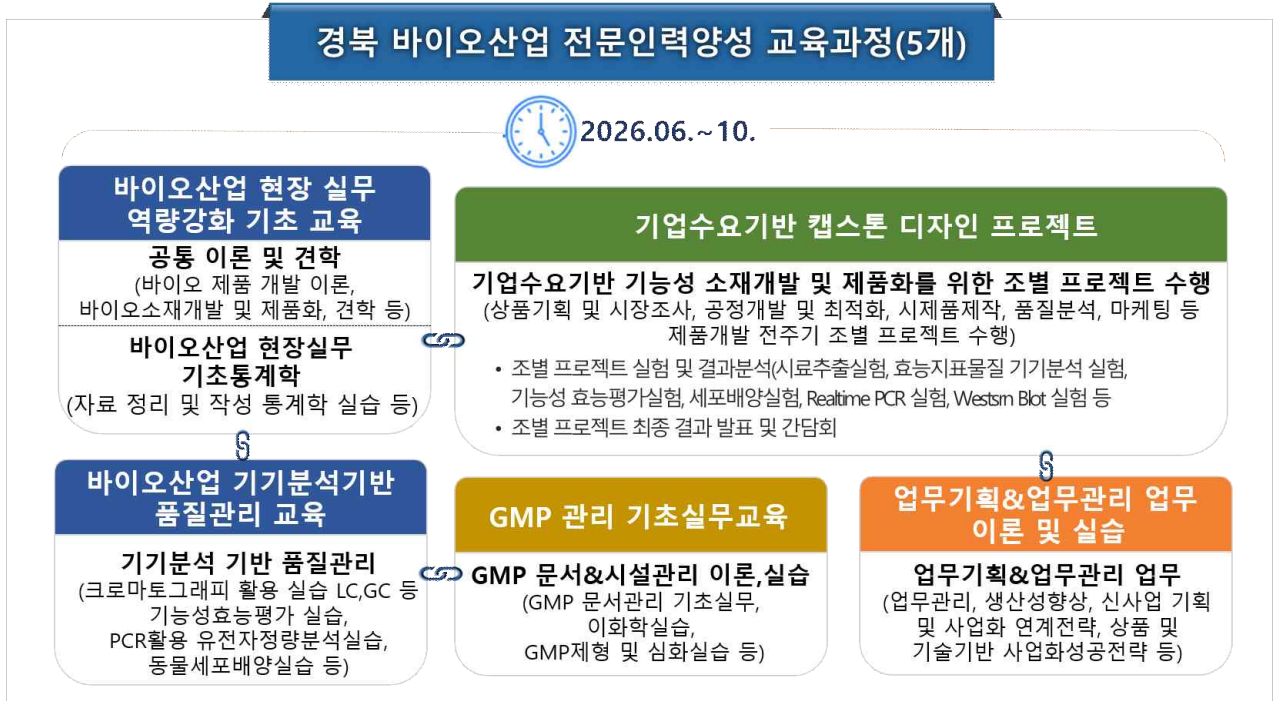 경북 바이오산업 전문인력양성 교육과정(5개)
2026.06.~10.
바이오산업 현장 실무
역량강화 기초 교육
공통 이론 및 견학
(바이오 제품 개발 이론,
바이오소재개발 및 제품화, 견학 등)
바이오산업 현장실무
기초통계학
(자료 정리 및 작성 통계학 실습 등)
기업수요기반 캡스톤 디자인 프로젝트
기업수요기반 기능성 소재개발 및 제품화를 위한 조별 프로젝트 수행
(상품기획 및 시장조사, 공정개발 및 최적화, 시제품제작, 품질분석, 마케팅 등
제품개발 전주기 조별 프로젝트 수행)
• 조별 프로젝트 실험 및 결과분석(시료추출실험, 효능지표물질 기기분석 실험,
기능성 효능평가실험, 세포배양실험, Realtime PCR 실험, Westsrn Blot 실험 등
• 조별 프로젝트 최종 결과 발표 및 간담회
바이오산업 기기분석기반
품질관리 교육
기기분석 기반 품질관리
(크로마토그래피 활용 실습 LC,GC 등
기능성효능평가 실습,
PCR활용 유전자정량분석실습,
동물세포배양실습 등)
GMP 관리 기초실무교육
GMP 문서&시설관리 이론,실습
(GMP 문서관리 기초실무,
이화학실습,
GMP제형 및 심화실습 등)
업무기획&업무관리 업무
이론 및 실습
업무기획&업무관리 업무
(업무관리, 생산성향상, 신사업 기획
및 사업화 연계전략, 상품 및
기술기반 사업화성공전략 등)